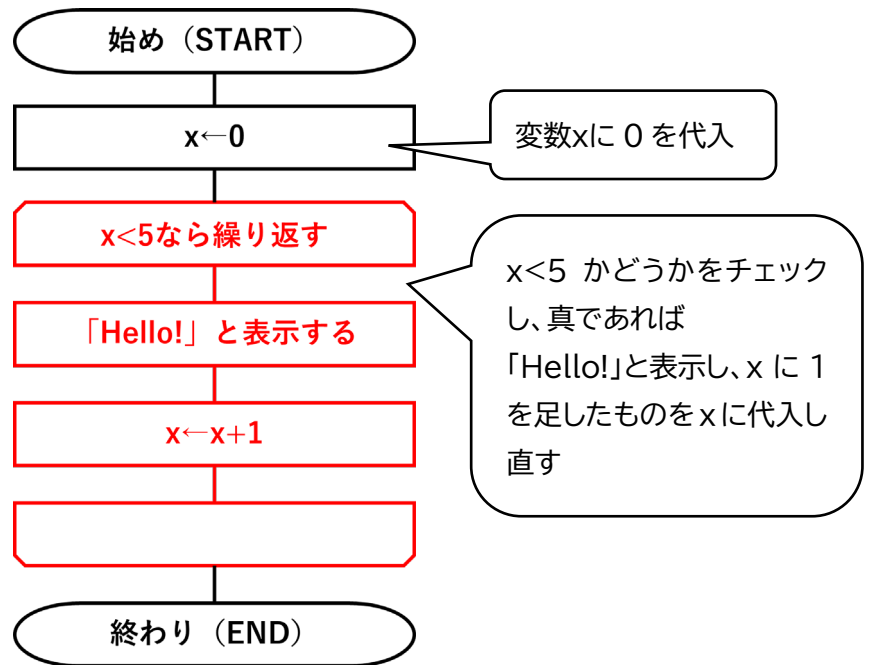 始め（START）
x←0
変数xに 0 を代入
x<5なら繰り返す
x<5 かどうかをチェック
し、真であれば
「Hello!」と表示し、x に 1
を足したものをxに代入し
直す
「Hello!」と表示する
x←x+1
終わり（END）